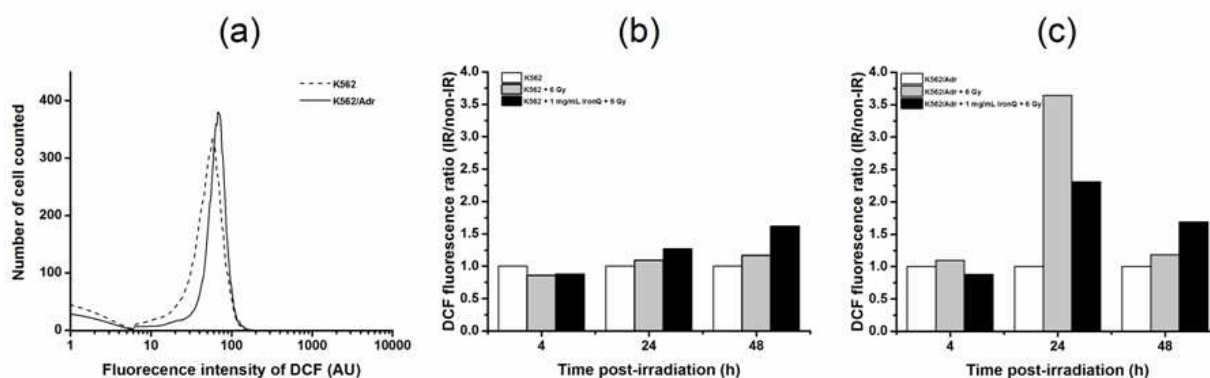 (a)
(b)
(c)
K562
K562/Adr
400
300
200
100
0
1
10
100
1000
10000
Number of cell counted
Fluorecence intensity of DCF (AU)
K562
K562 + 6 Gy
K562 + 1 mg/mL IronQ + 6 Gy
4.0
3.5
3.0
2.5
2.0
1.5
1.0
0.5
0.0
4
24
48
DCF fluorescence ratio (IR/non-IR)
Time post-irradiation (h)
K562/Adr
K562/Adr + 6 Gy
K562/Adr + 1 mg/mL IronQ + 6 Gy
4.0
3.5
3.0
2.5
2.0
1.5
1.0
0.5
0.0
4
24
48
DCF fluorescence ratio (IR/non-IR)
Time post-irradiation (h)